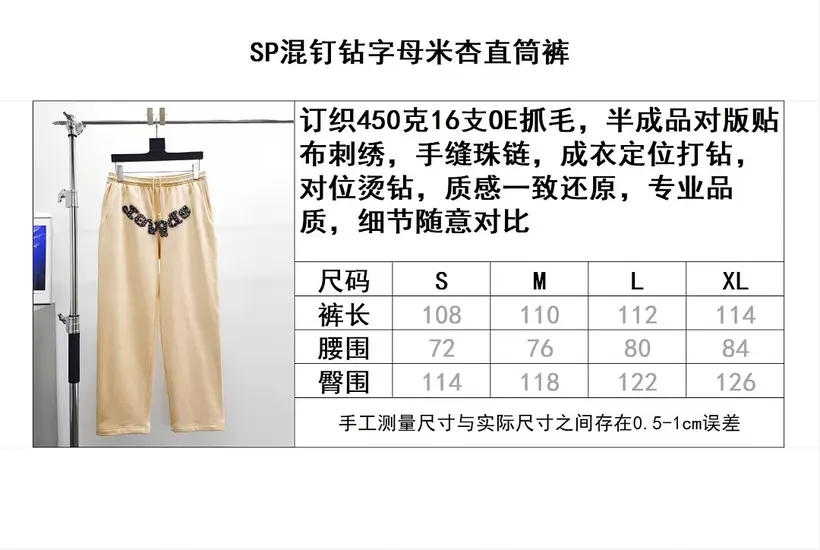 SP混钉钻字母米杏直筒裤
订织450克16支OE抓毛，半成品对版贴
布刺绣，手缝珠链，成衣定位打钻，
对位烫钻，质感一致还原，专业品
质，细节随意对比
尺码 S M L XL
裤长 108 110 112 114
腰围 72 76 80 84
臀围 114 118 122 126
手工测量尺寸与实际尺寸之间存在0.5-1cm误差